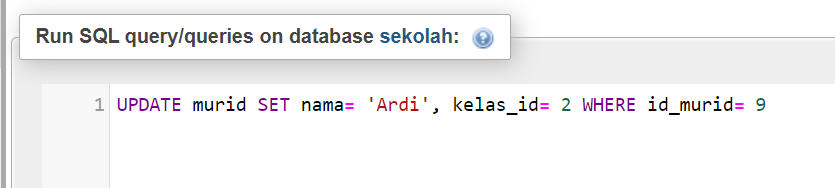 Run SQL query/queries on database sekolah:
1 UPDATE murid SET nama= 'Ardi', kelas_id= 2 WHERE id_murid= 9